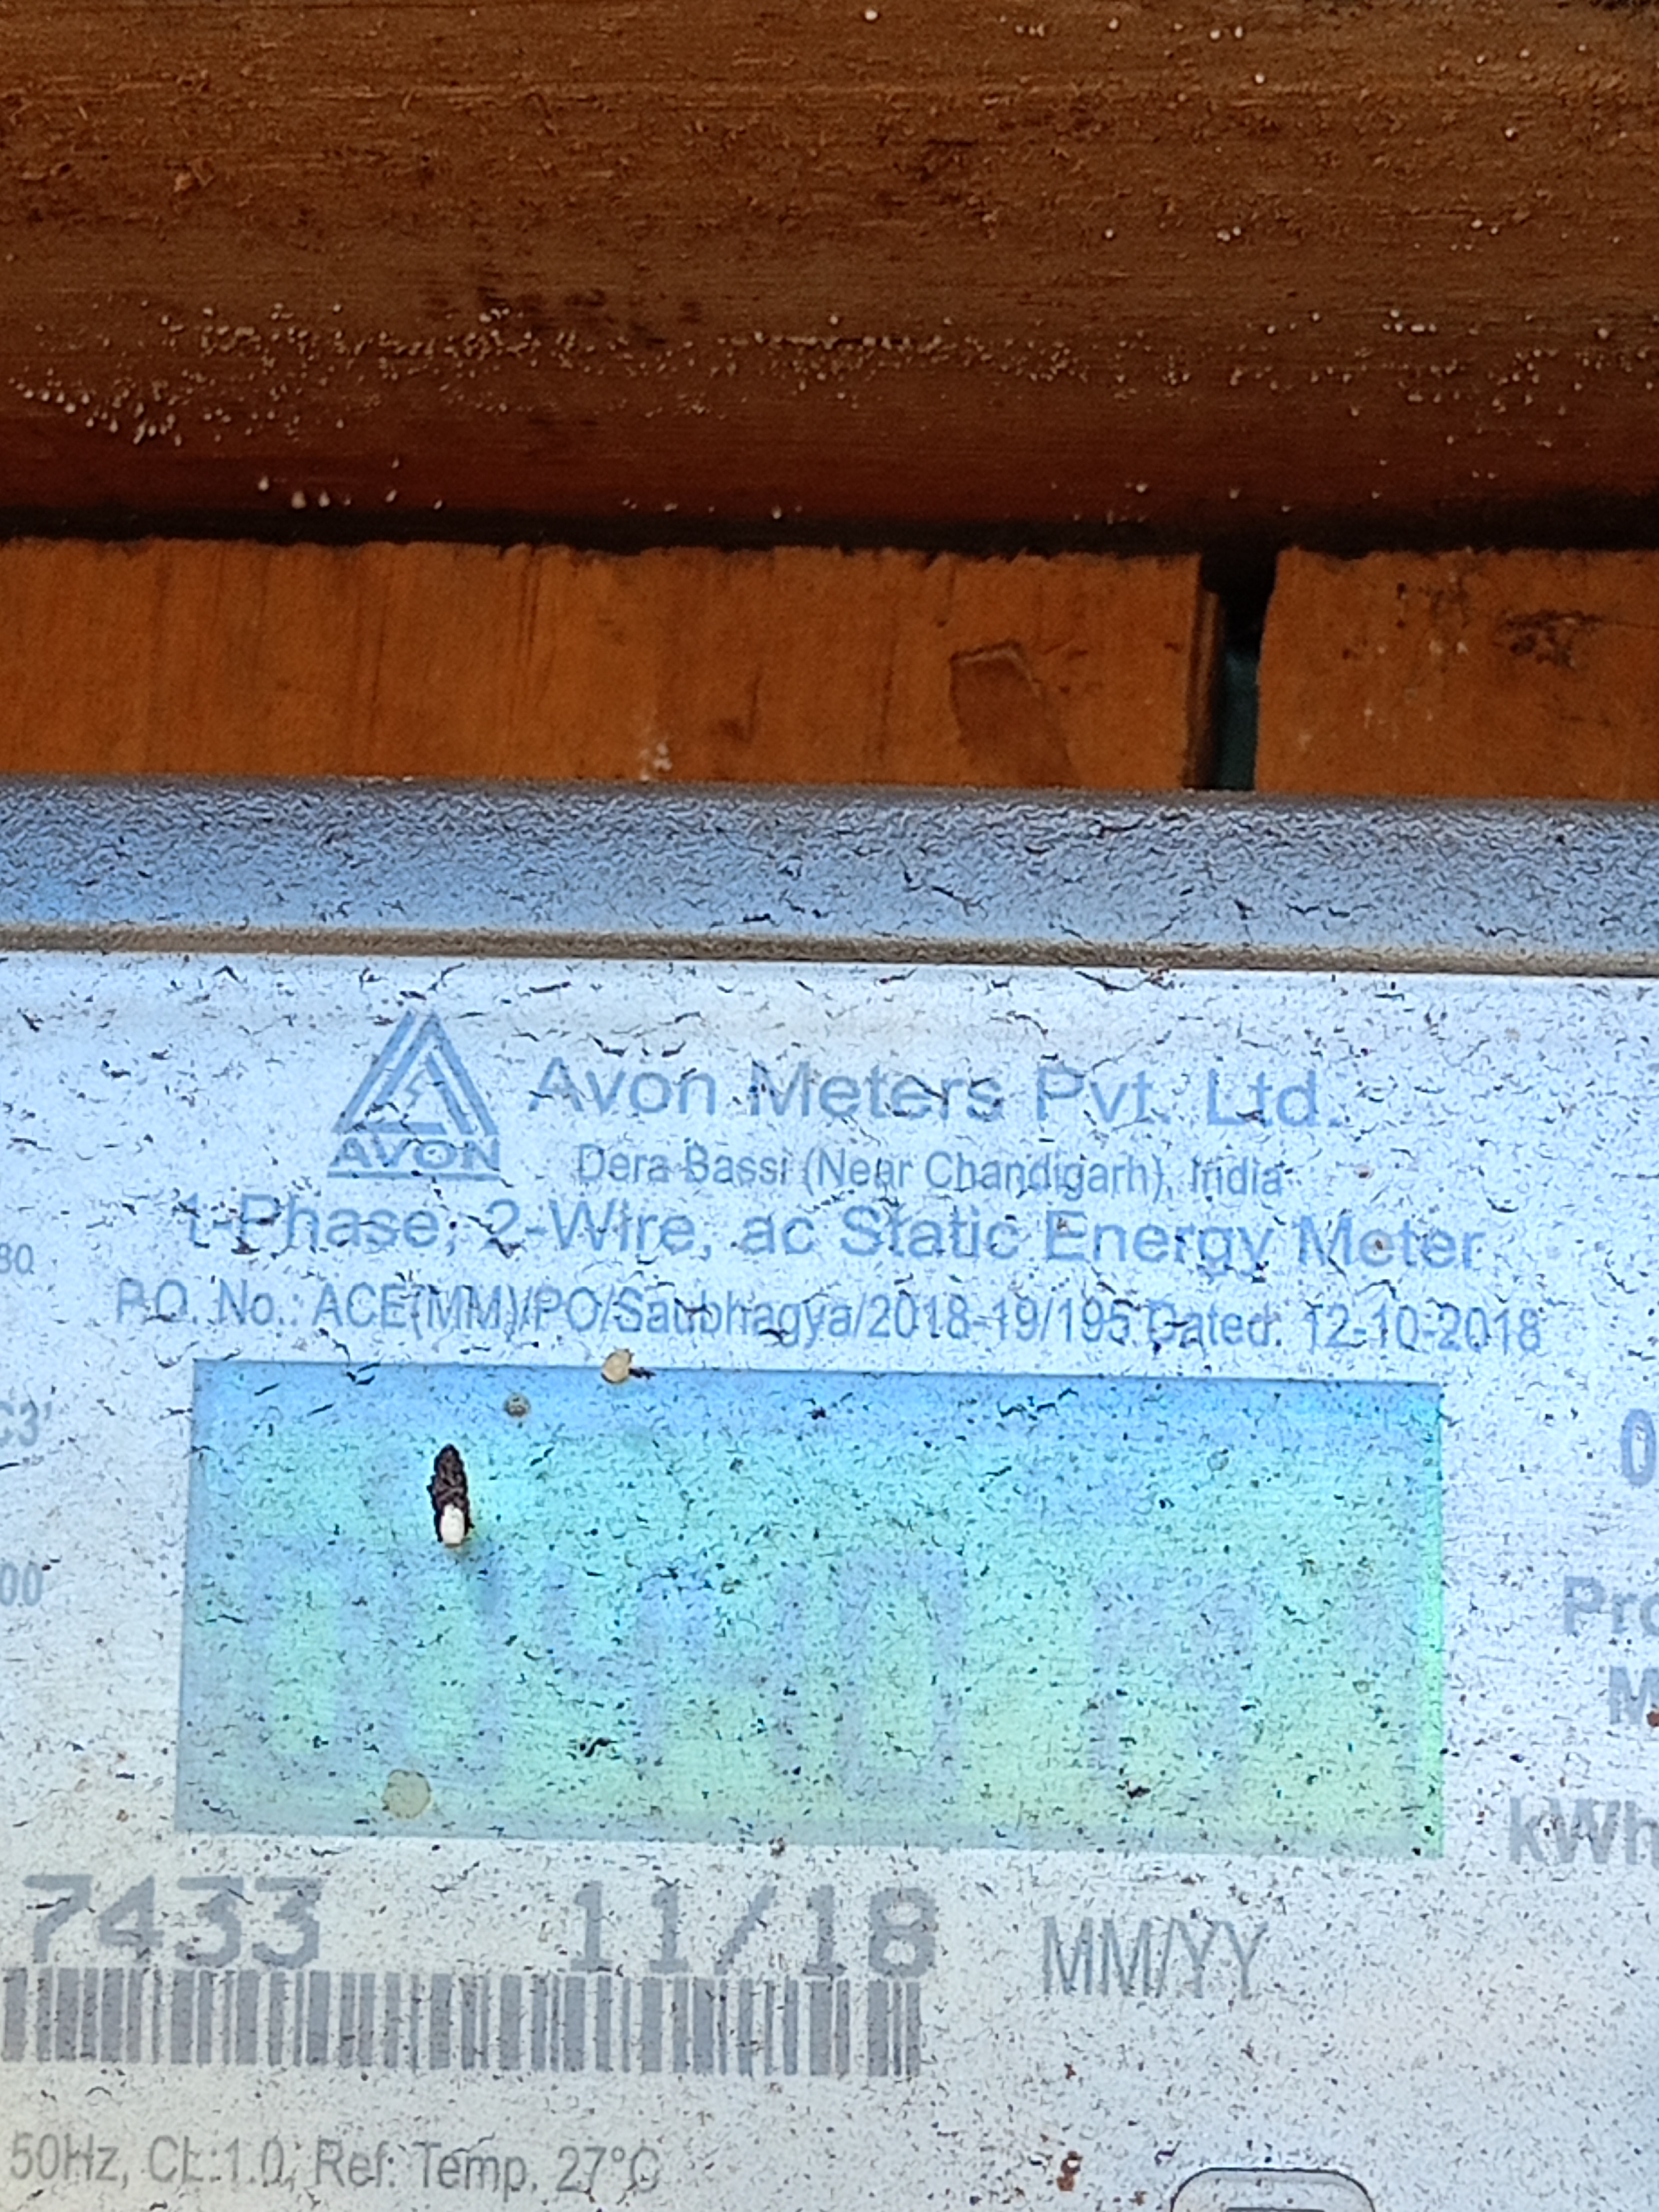 AVON
Avon Meters Pvt. Ltd.
Dera Bassi (Near Chandigarh), India
1-Phase, 2-Wire, ac Static Energy Meter
P.O. No.: ACE(MM)/PO/Saubhagya/2018-19/195 Dated: 12-10-2018
kWh
7433 11/18 MM/YY
50Hz, CL:1.0, Ref. Temp. 27°C